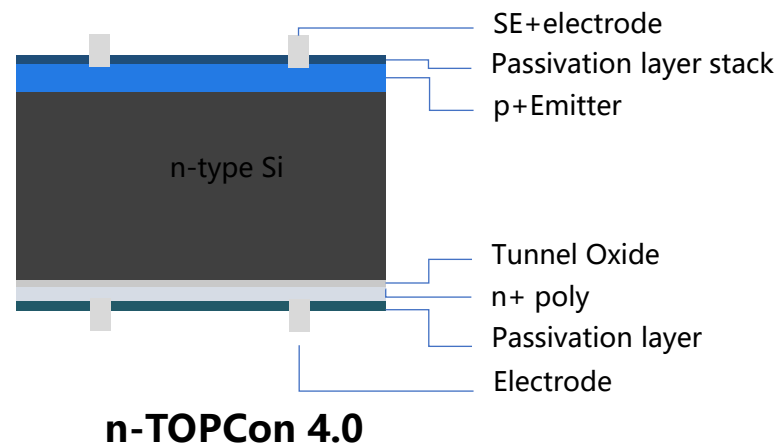 SE+electrode
Passivation layer stack
p+Emitter
n-type Si
Tunnel Oxide
n+ poly
Passivation layer
Electrode
n-TOPCon 4.0